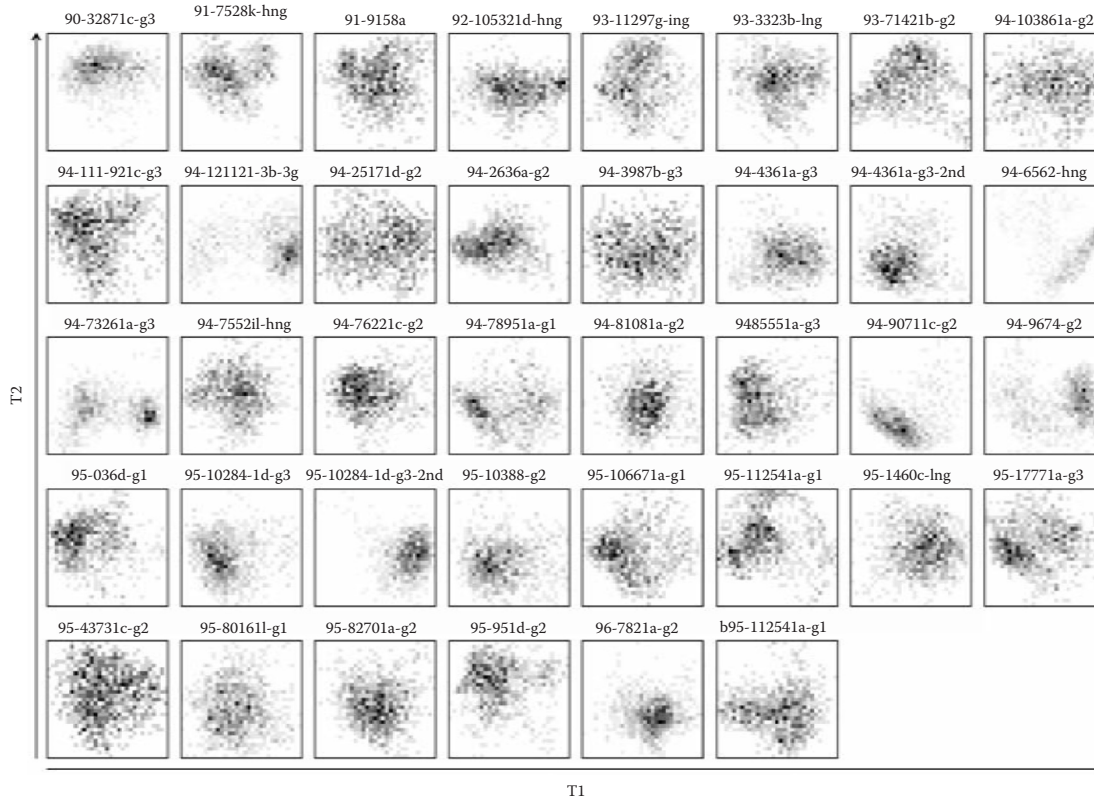 90-32871c-g3 91-7528k-hng 91-9158a 92-105321d-hng 93-11297g-ing 93-3323b-lng 93-71421b-g2 94-103861a-g2
94-111-921c-g3 94-121121-3b-3g 94-25171d-g2 94-2636a-g2 94-3987b-g3 94-4361a-g3 94-4361a-g3-2nd 94-6562-hng
94-73261a-g3 94-7552il-hng 94-76221c-g2 94-78951a-g1 94-81081a-g2 9485551a-g3 94-90711c-g2 94-9674-g2
T2
95-036d-g1 95-10284-1d-g3 95-10284-1d-g3-2nd 95-10388-g2 95-106671a-g1 95-112541a-g1 95-1460c-lng 95-17771a-g3
95-43731c-g2 95-80161l-g1 95-82701a-g2 95-951d-g2 96-7821a-g2 b95-112541a-g1
T1